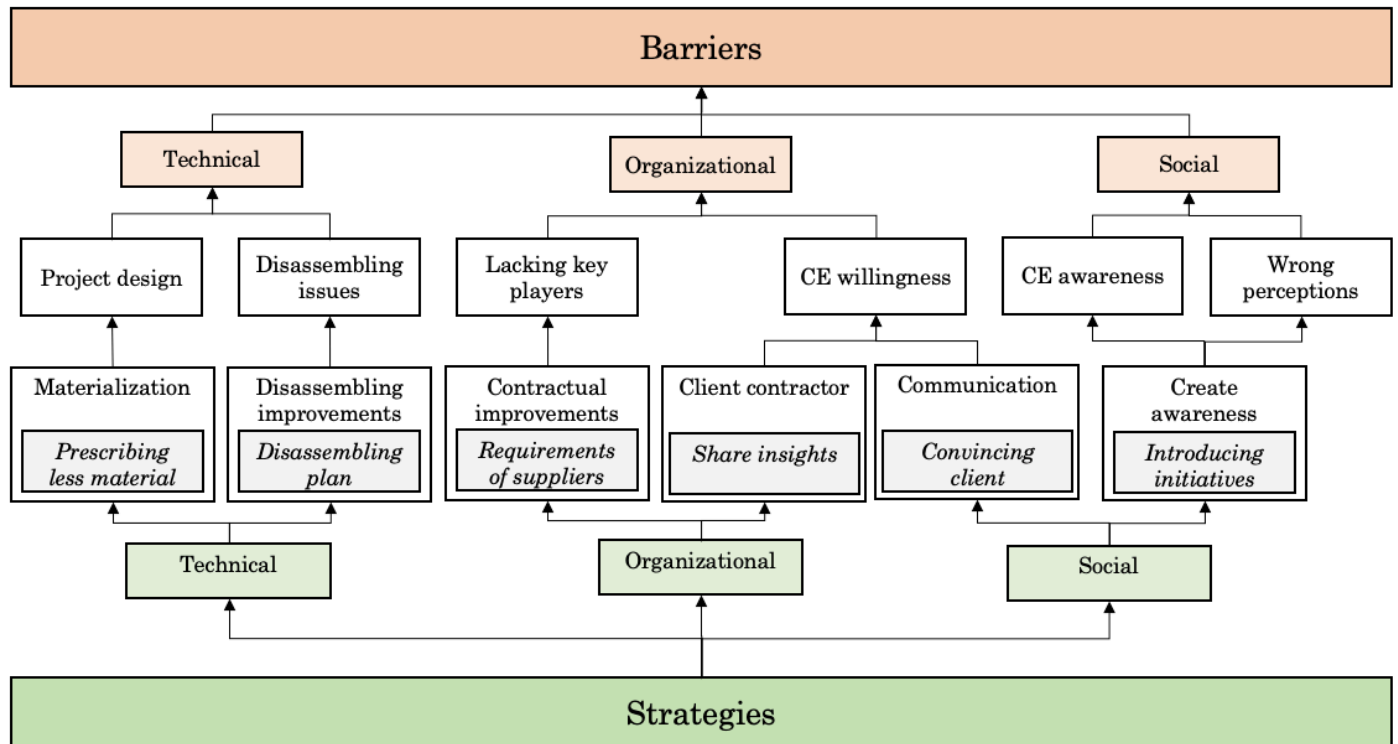 Barriers
Technical
Organizational
Social
Project design
Disassembling
issues
Lacking key
players
CE willingness
CE awareness
Wrong
perceptions
Materialization
Prescribing
less material
Disassembling
improvements
Disassembling
plan
Contractual
improvements
Requirements
of suppliers
Client contractor
Share insights
Communication
Convincing
client
Create
awareness
Introducing
initiatives
Technical
Organizational
Social
Strategies